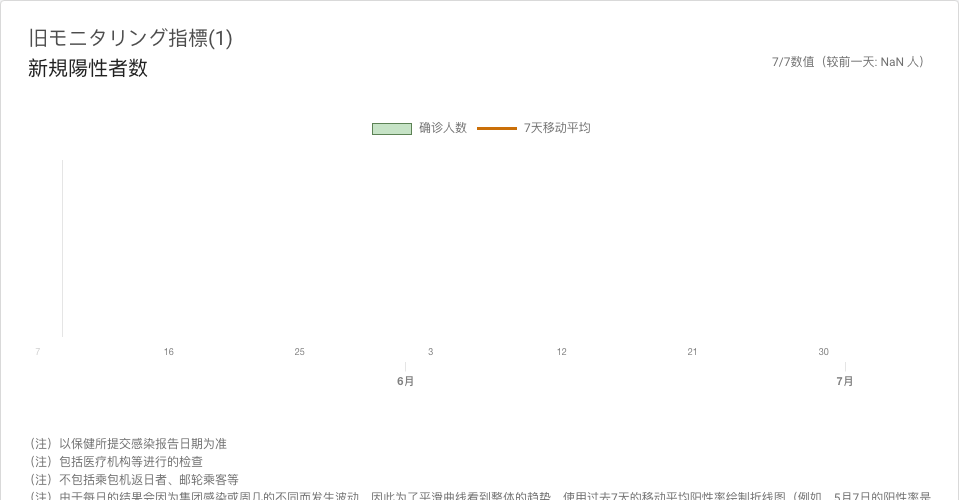 旧モニタリング指標(1)
新規陽性者数
7/7数值（较前一天: NaN 人）
确诊人数 7天移动平均
7 16 25 3 12 21 30
6月 7月
（注）以保健所提交感染报告日期为准
（注）包括医疗机构等进行的检查
（注）不包括乘包机返日者、邮轮乘客等
（注）由于每日的结果会因为集团感染或周几的不同而发生波动，因此为了平滑曲线看到整体的趋势，使用过去7天的移动平均阳性率绘制折线图（例如，5月7日的阳性率是